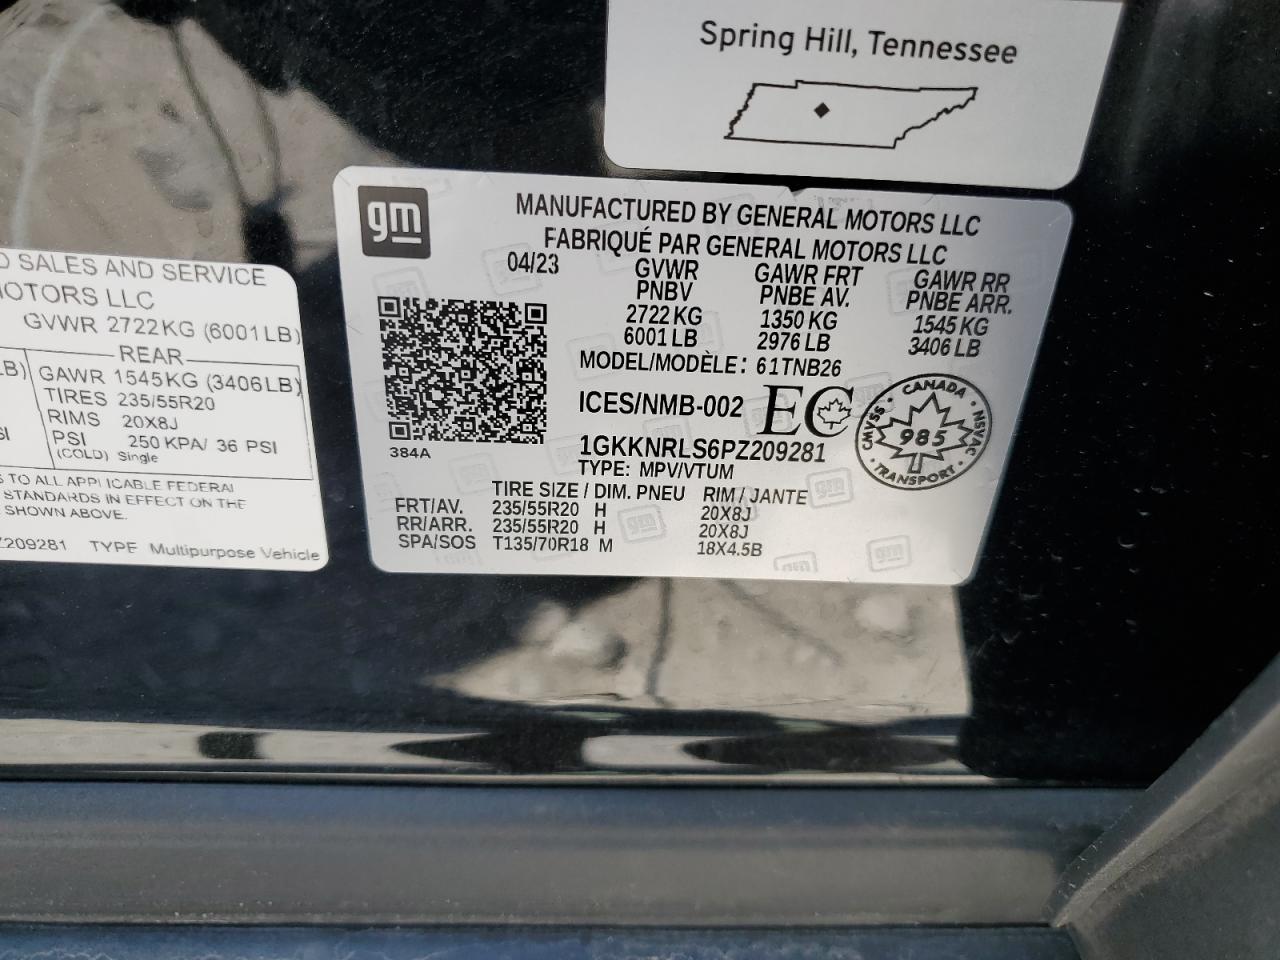 Spring Hill, Tennessee
gm
MANUFACTURED BY GENERAL MOTORS LLC
FABRIQUÉ PAR GENERAL MOTORS LLC
04/23 GVWR GAWR FRT GAWR RR
PNBV PNBE AV. PNBE ARR.
2722 KG 1350 KG 1545 KG
6001 LB 2976 LB 3406 LB
MODEL/MODÈLE: 61TNB26
ICES/NMB-002 EC
CANADA
CMVSS · NSVAC
985
· TRANSPORT ·
384A
1GKKNRLS6PZ209281
TYPE: MPV/VTUM
TIRE SIZE / DIM. PNEU RIM / JANTE
FRT/AV. 235/55R20 H 20X8J
RR/ARR. 235/55R20 H 20X8J
SPA/SOS T135/70R18 M 18X4.5B
SALES AND SERVICE
MOTORS LLC
GVWR 2722KG (6001LB)
REAR
LB) GAWR 1545KG (3406LB)
TIRES 235/55R20
RIMS 20X8J
PSI 250 KPA/ 36 PSI
(COLD) Single
TO ALL APPLICABLE FEDERAL
STANDARDS IN EFFECT ON THE
SHOWN ABOVE.
Z209281 TYPE Multipurpose Vehicle